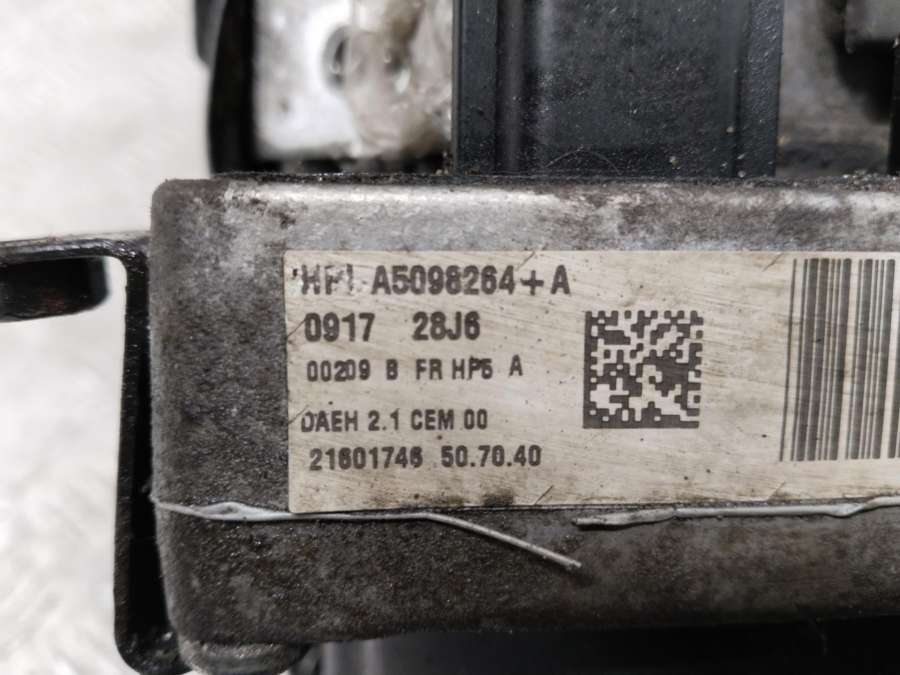 HPI A5098264+A
0917 28J6
00209 B FR HP5 A
DAEH 2.1 CEM 00
21601746 50.70.40